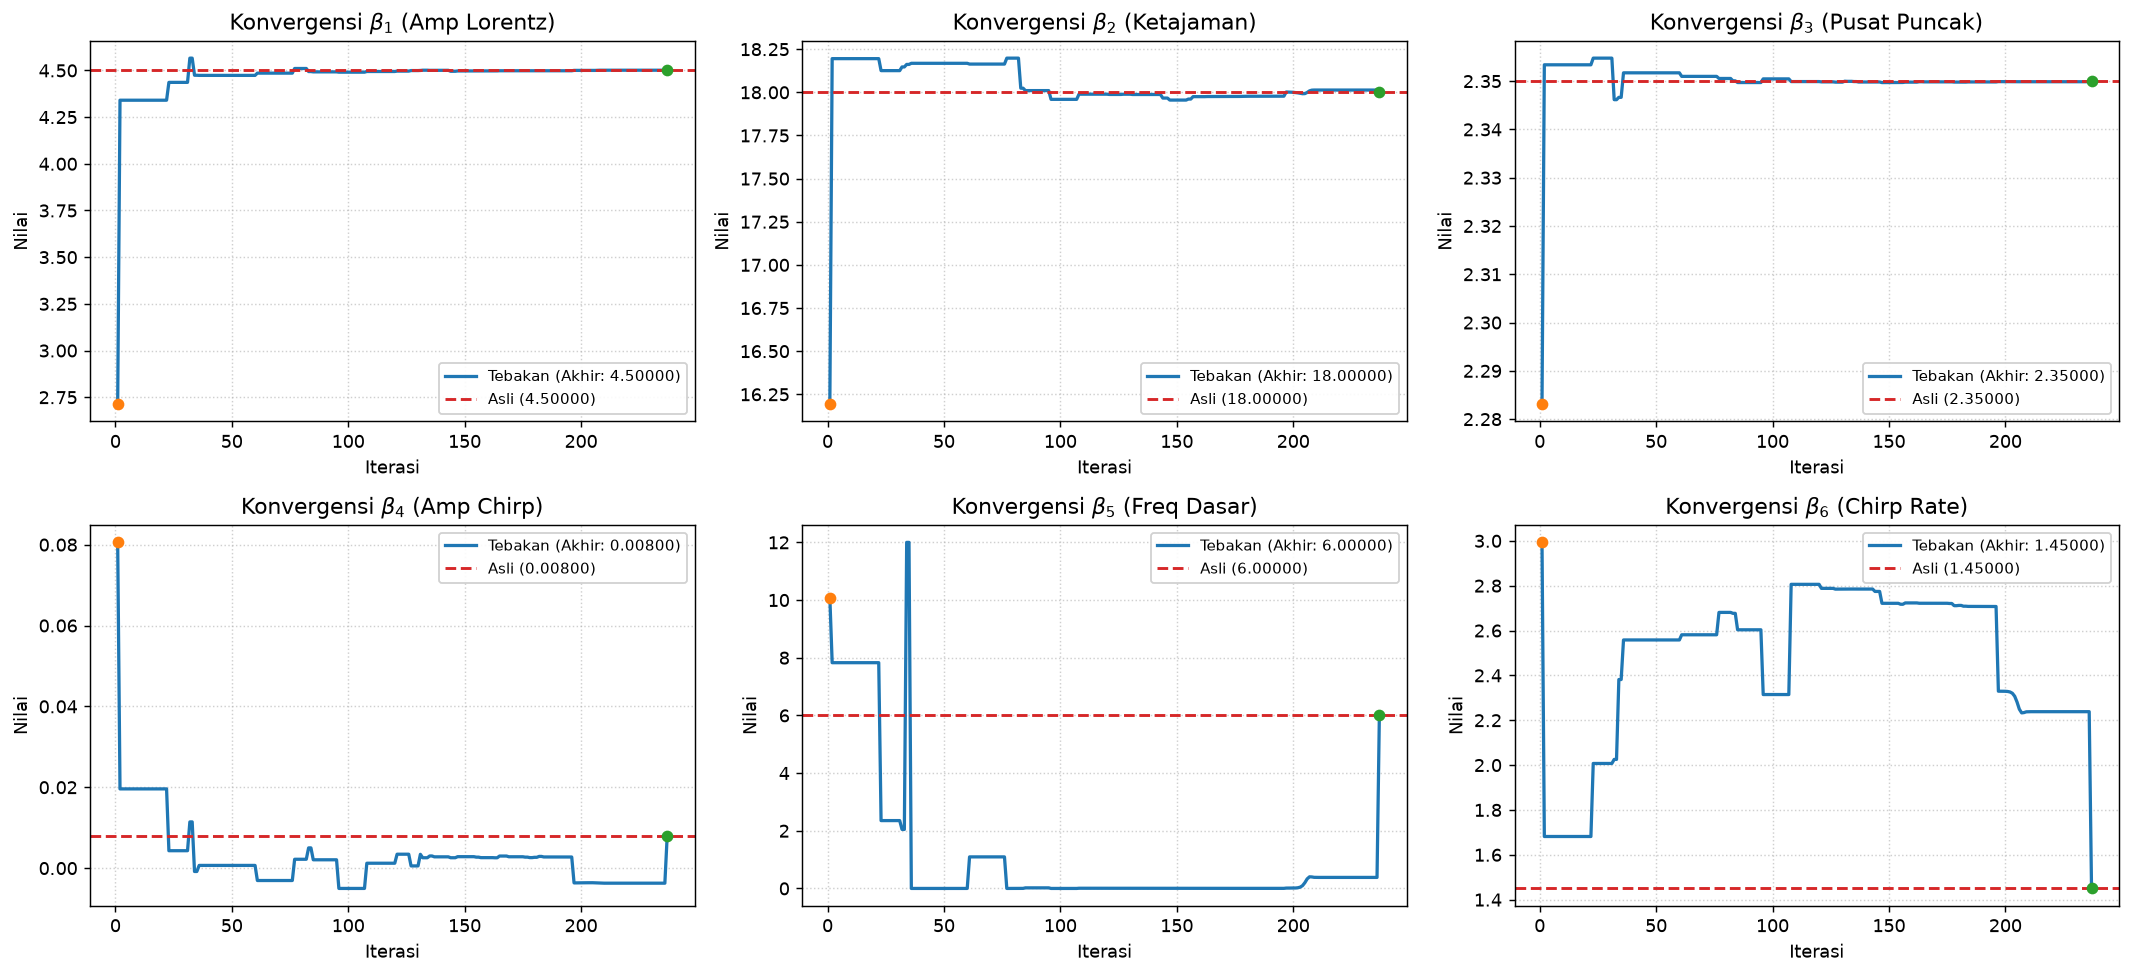 Konvergensi β₁ (Amp Lorentz)
4.50
4.25
4.00
3.75
3.50
3.25
3.00
2.75
Nilai
0 50 100 150 200
Iterasi
Tebakan (Akhir: 4.50000)
Asli (4.50000)
Konvergensi β₂ (Ketajaman)
18.25
18.00
17.75
17.50
17.25
17.00
16.75
16.50
16.25
Nilai
0 50 100 150 200
Iterasi
Tebakan (Akhir: 18.00000)
Asli (18.00000)
Konvergensi β₃ (Pusat Puncak)
2.35
2.34
2.33
2.32
2.31
2.30
2.29
2.28
Nilai
0 50 100 150 200
Iterasi
Tebakan (Akhir: 2.35000)
Asli (2.35000)
Konvergensi β₄ (Amp Chirp)
0.08
0.06
0.04
0.02
0.00
Nilai
0 50 100 150 200
Iterasi
Tebakan (Akhir: 0.00800)
Asli (0.00800)
Konvergensi β₅ (Freq Dasar)
12
10
8
6
4
2
0
Nilai
0 50 100 150 200
Iterasi
Tebakan (Akhir: 6.00000)
Asli (6.00000)
Konvergensi β₆ (Chirp Rate)
3.0
2.8
2.6
2.4
2.2
2.0
1.8
1.6
1.4
Nilai
0 50 100 150 200
Iterasi
Tebakan (Akhir: 1.45000)
Asli (1.45000)